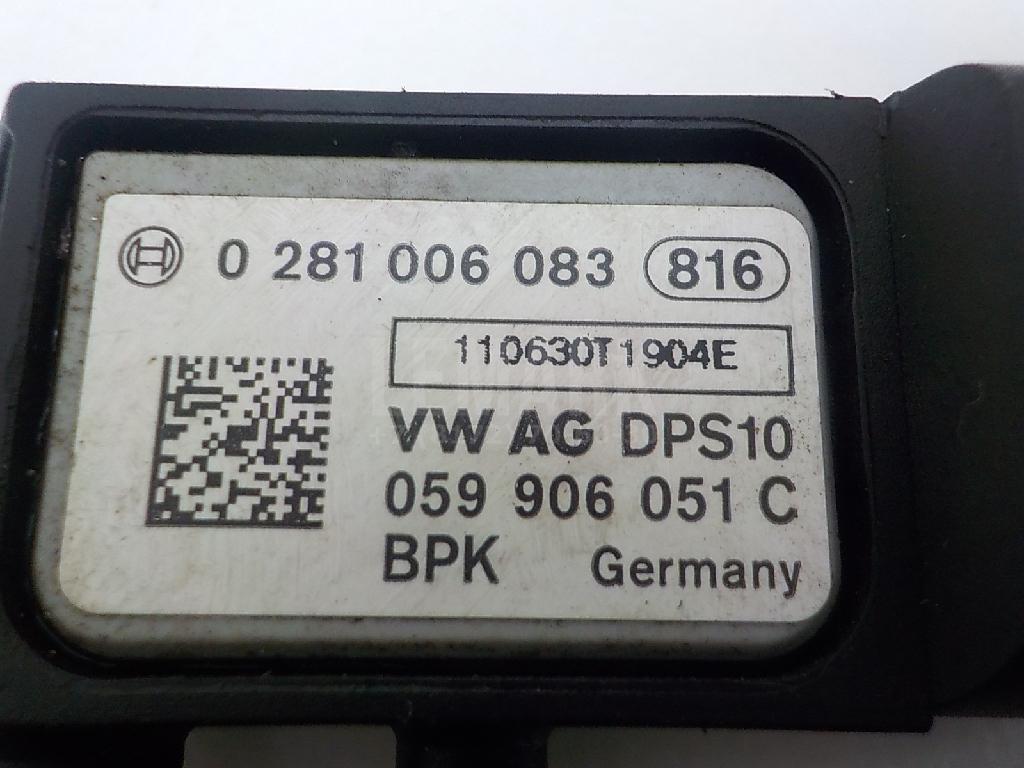 0 281 006 083 816
110630T1904E
VW AG DPS10
059 906 051 C
BPK Germany